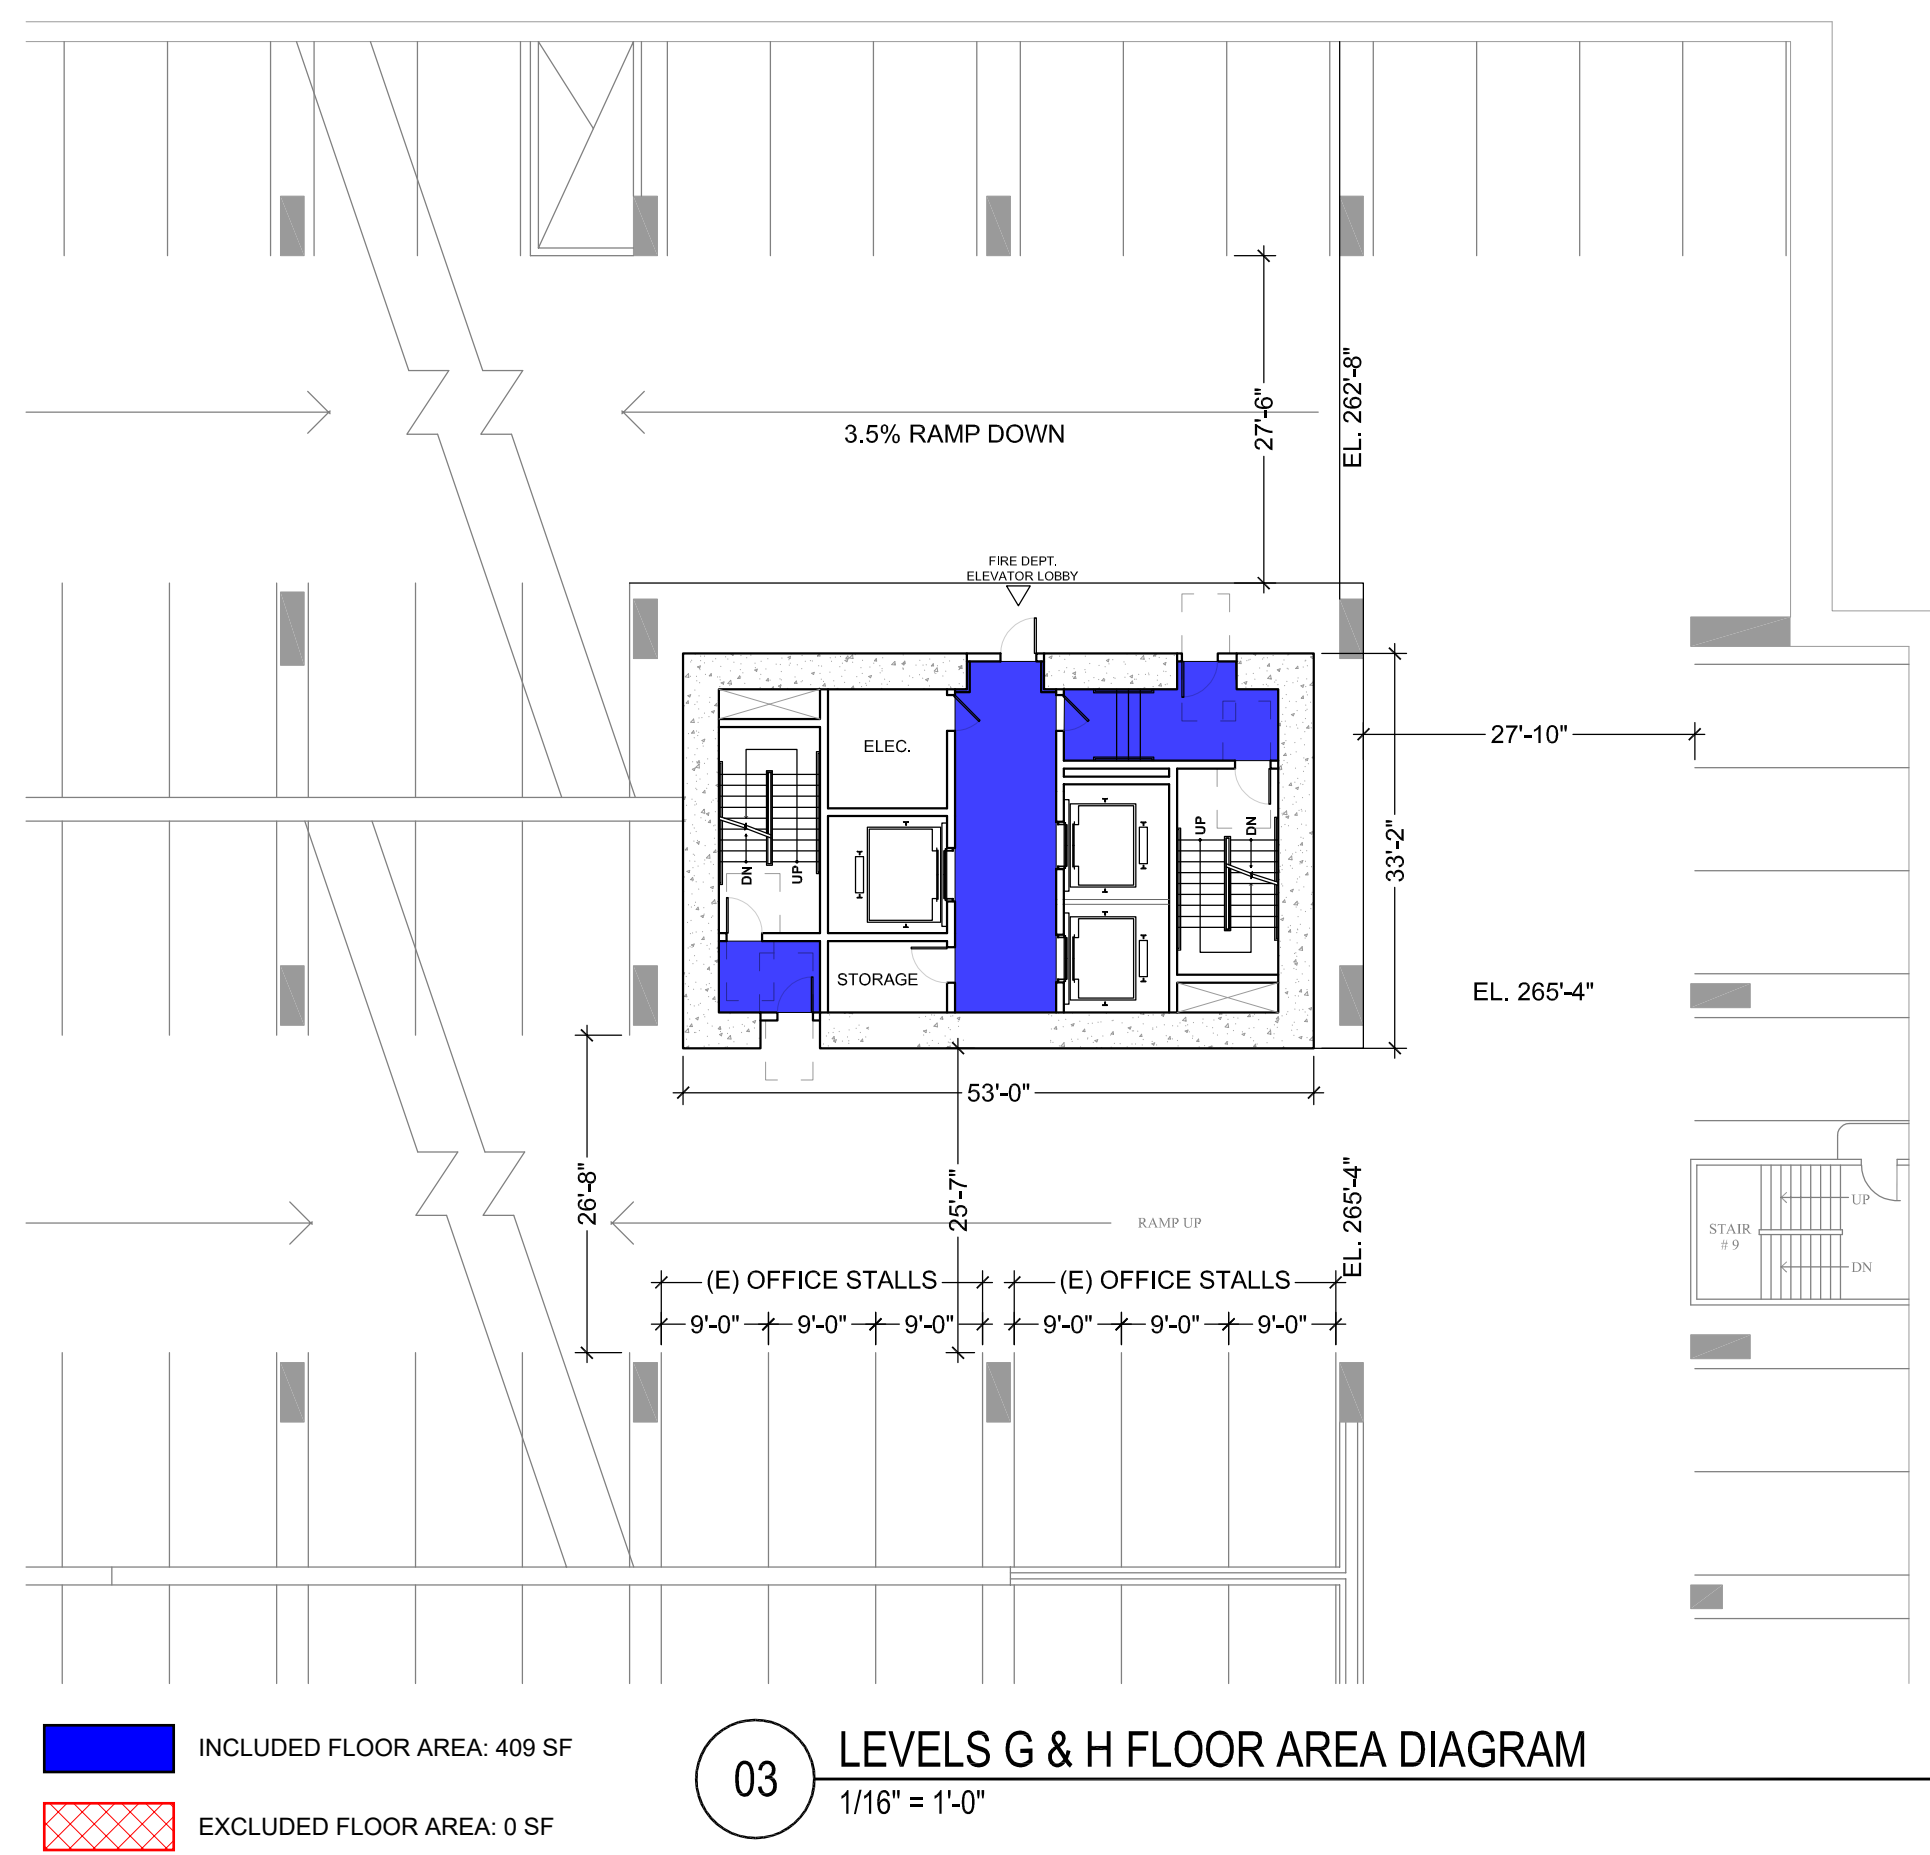 EL. 262'-8"
27'-6"
3.5% RAMP DOWN
FIRE DEPT.
ELEVATOR LOBBY
ELEC.
27'-10"
UP
DN
33'-2"
DN
UP
STORAGE
EL. 265'-4"
53'-0"
26'-8"
25'-7"
EL. 265'-4"
RAMP UP
UP
STAIR
# 9
DN
(E) OFFICE STALLS
(E) OFFICE STALLS
9'-0"
9'-0"
9'-0"
9'-0"
9'-0"
9'-0"
INCLUDED FLOOR AREA: 409 SF
EXCLUDED FLOOR AREA: 0 SF
03
LEVELS G & H FLOOR AREA DIAGRAM
1/16" = 1'-0"